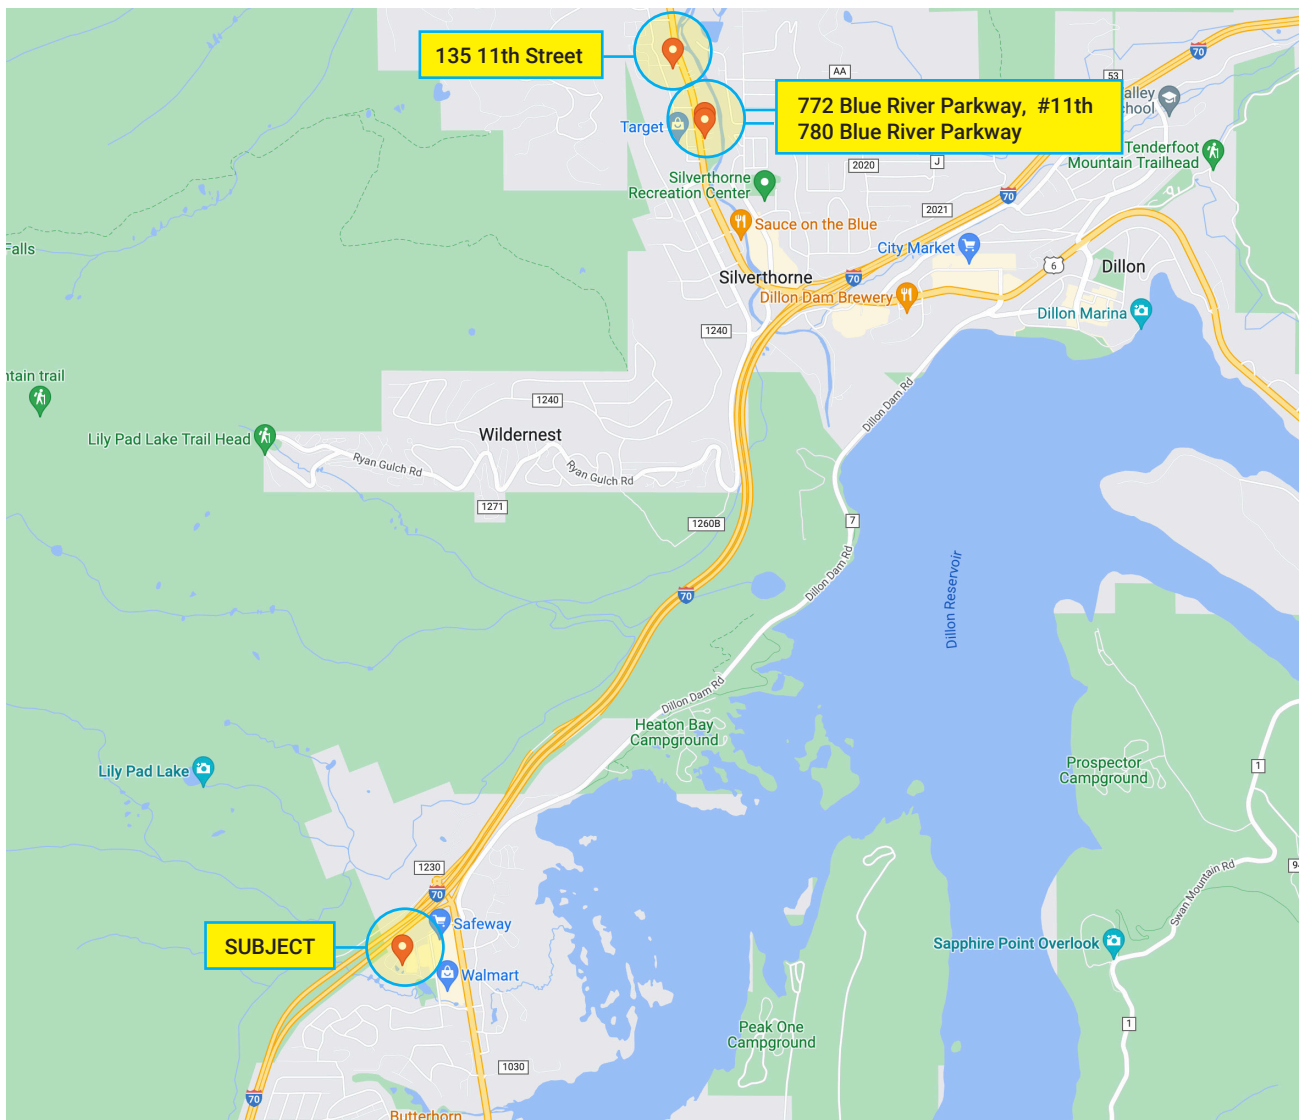 135 11th Street
70
AA
53
772 Blue River Parkway, #11th
780 Blue River Parkway
alley
hool
Target
Tenderfoot
Mountain Trailhead
2020
J
Silverthorne
Recreation Center
70
2021
Sauce on the Blue
Falls
City Market
6
Dillon
Silverthorne
70
Dillon Dam Brewery
Dillon Marina
1240
ntain trail
Dillon Dam Rd
1240
Lily Pad Lake Trail Head
Wildernest
Ryan Gulch Rd
Ryan Gulch Rd
1271
1260B
7
Dillon Dam Rd
70
Dillon Reservoir
Dillon Dam Rd
Heaton Bay
Campground
Lily Pad Lake
Prospector
Campground
1
1230
70
94
Swan Mountain Rd
Safeway
SUBJECT
Sapphire Point Overlook
Walmart
Peak One
Campground
1
1030
70
Butterhorn